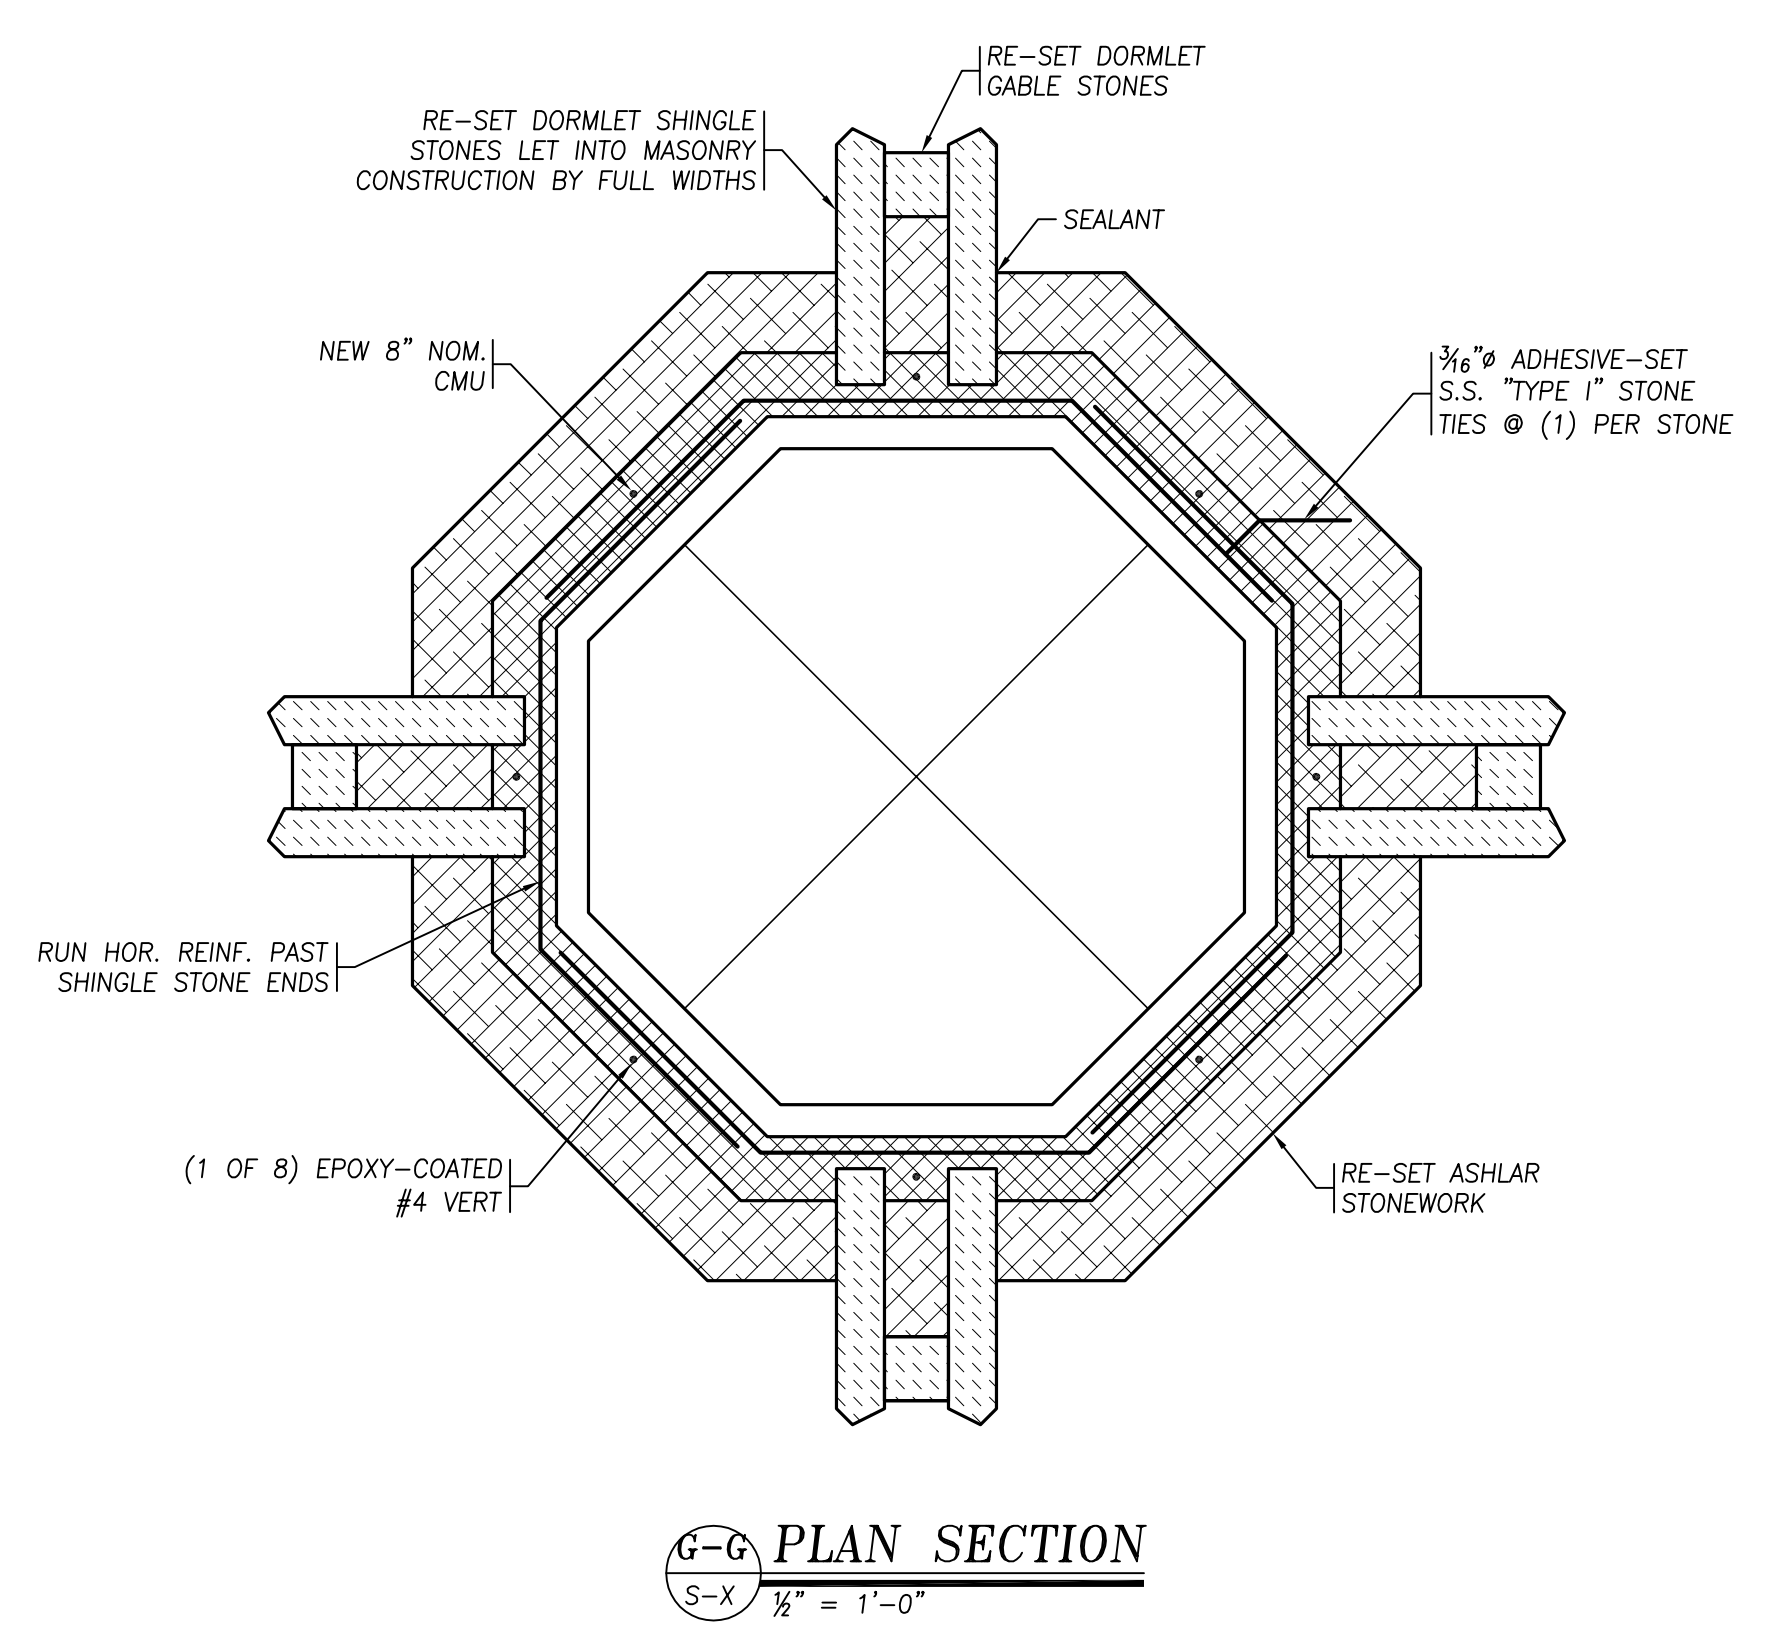 RE-SET DORMLET
GABLE STONES
RE-SET DORMLET SHINGLE
STONES LET INTO MASONRY
CONSTRUCTION BY FULL WIDTHS
SEALANT
NEW 8" NOM.
CMU
3/16"ø ADHESIVE-SET
S.S. "TYPE I" STONE
TIES @ (1) PER STONE
RUN HOR. REINF. PAST
SHINGLE STONE ENDS
(1 OF 8) EPOXY-COATED
#4 VERT
RE-SET ASHLAR
STONEWORK
G-G PLAN SECTION
S-X ½" = 1'-0"